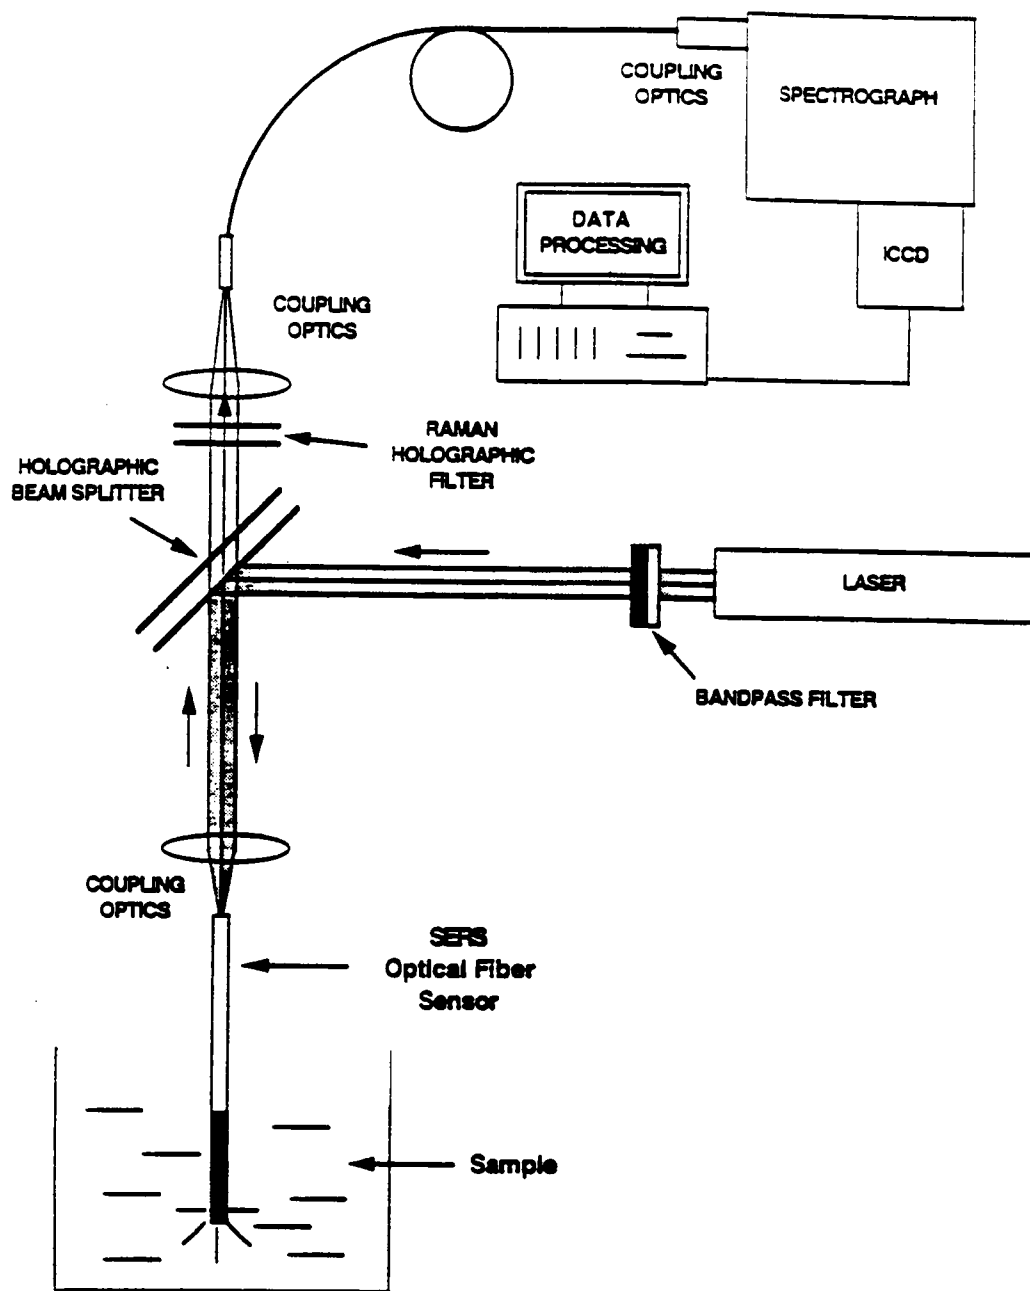 COUPLING
OPTICS
SPECTROGRAPH
DATA
PROCESSING
ICCD
COUPLING
OPTICS
RAMAN
HOLOGRAPHIC
FILTER
HOLOGRAPHIC
BEAM SPLITTER
LASER
BANDPASS FILTER
COUPLING
OPTICS
SERS
Optical Fiber
Sensor
Sample